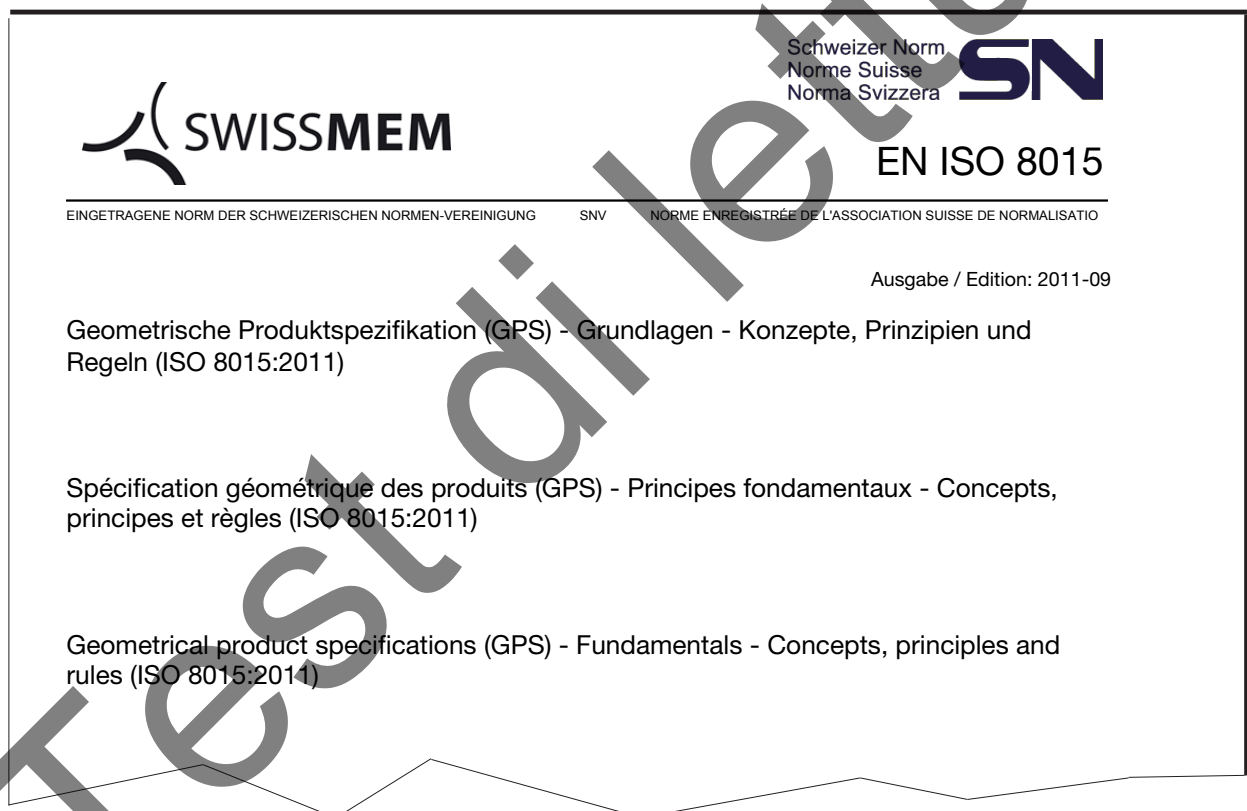 Schweizer Norm
Norme Suisse
Norma Svizzera
SN
SWISSMEM
EN ISO 8015
EINGETRAGENE NORM DER SCHWEIZERISCHEN NORMEN-VEREINIGUNG SNV NORME ENREGISTRÉE DE L'ASSOCIATION SUISSE DE NORMALISATIO
Ausgabe / Edition: 2011-09
Geometrische Produktspezifikation (GPS) - Grundlagen - Konzepte, Prinzipien und
Regeln (ISO 8015:2011)
Spécification géométrique des produits (GPS) - Principes fondamentaux - Concepts,
principes et règles (ISO 8015:2011)
Geometrical product specifications (GPS) - Fundamentals - Concepts, principles and
rules (ISO 8015:2011)
Test di lettu